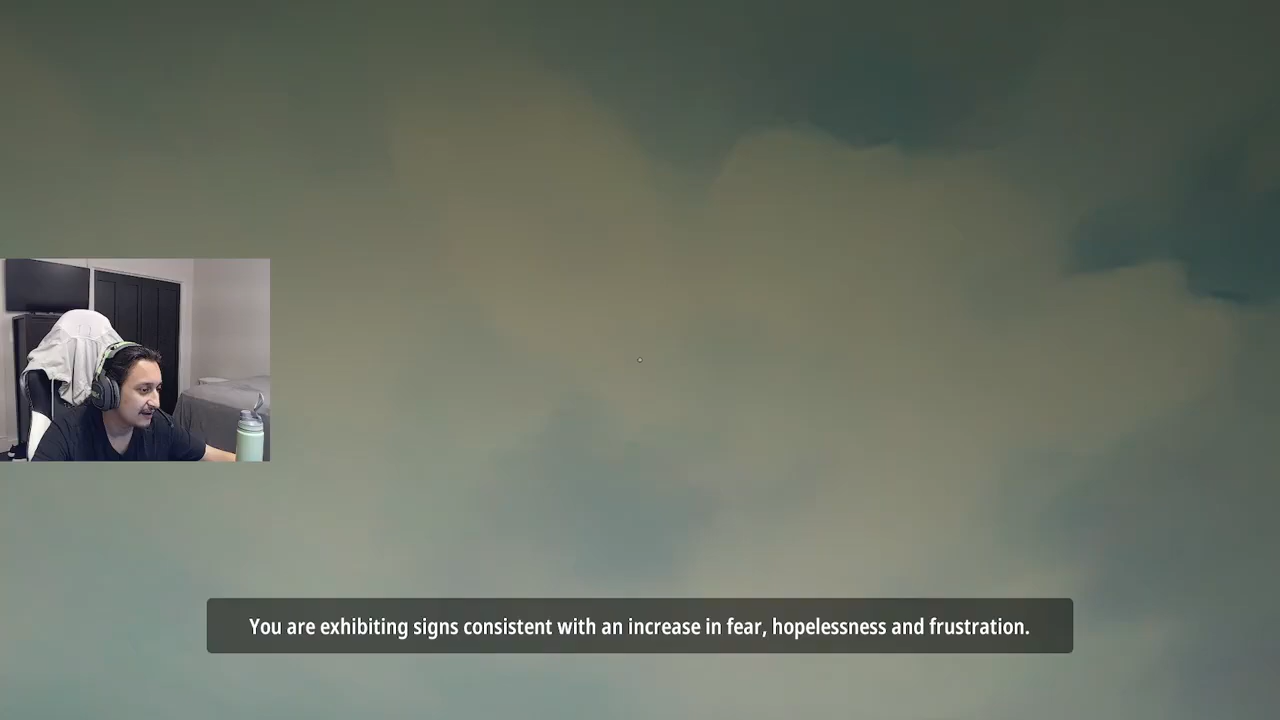 You are exhibiting signs consistent with an increase in fear, hopelessness and frustration.